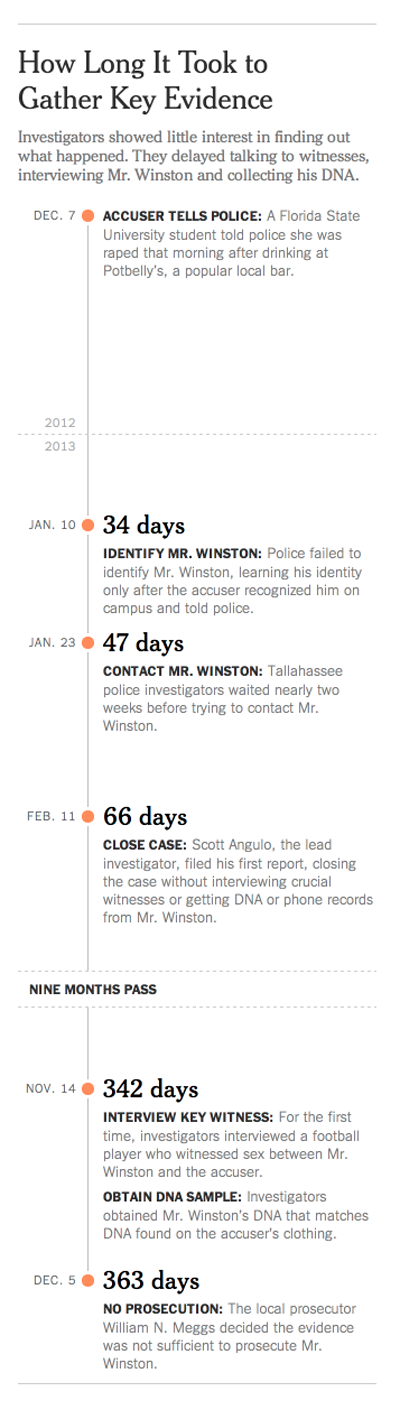 How Long It Took to
Gather Key Evidence
Investigators showed little interest in finding out
what happened. They delayed talking to witnesses,
interviewing Mr. Winston and collecting his DNA.
DEC. 7 ACCUSER TELLS POLICE: A Florida State
University student told police she was
raped that morning after drinking at
Potbelly's, a popular local bar.
2012
2013
JAN. 10 34 days
IDENTIFY MR. WINSTON: Police failed to
identify Mr. Winston, learning his identity
only after the accuser recognized him on
campus and told police.
JAN. 23 47 days
CONTACT MR. WINSTON: Tallahassee
police investigators waited nearly two
weeks before trying to contact Mr.
Winston.
FEB. 11 66 days
CLOSE CASE: Scott Angulo, the lead
investigator, filed his first report, closing
the case without interviewing crucial
witnesses or getting DNA or phone records
from Mr. Winston.
NINE MONTHS PASS
NOV. 14 342 days
INTERVIEW KEY WITNESS: For the first
time, investigators interviewed a football
player who witnessed sex between Mr.
Winston and the accuser.
OBTAIN DNA SAMPLE: Investigators
obtained Mr. Winston's DNA that matches
DNA found on the accuser's clothing.
DEC. 5 363 days
NO PROSECUTION: The local prosecutor
William N. Meggs decided the evidence
was not sufficient to prosecute Mr.
Winston.